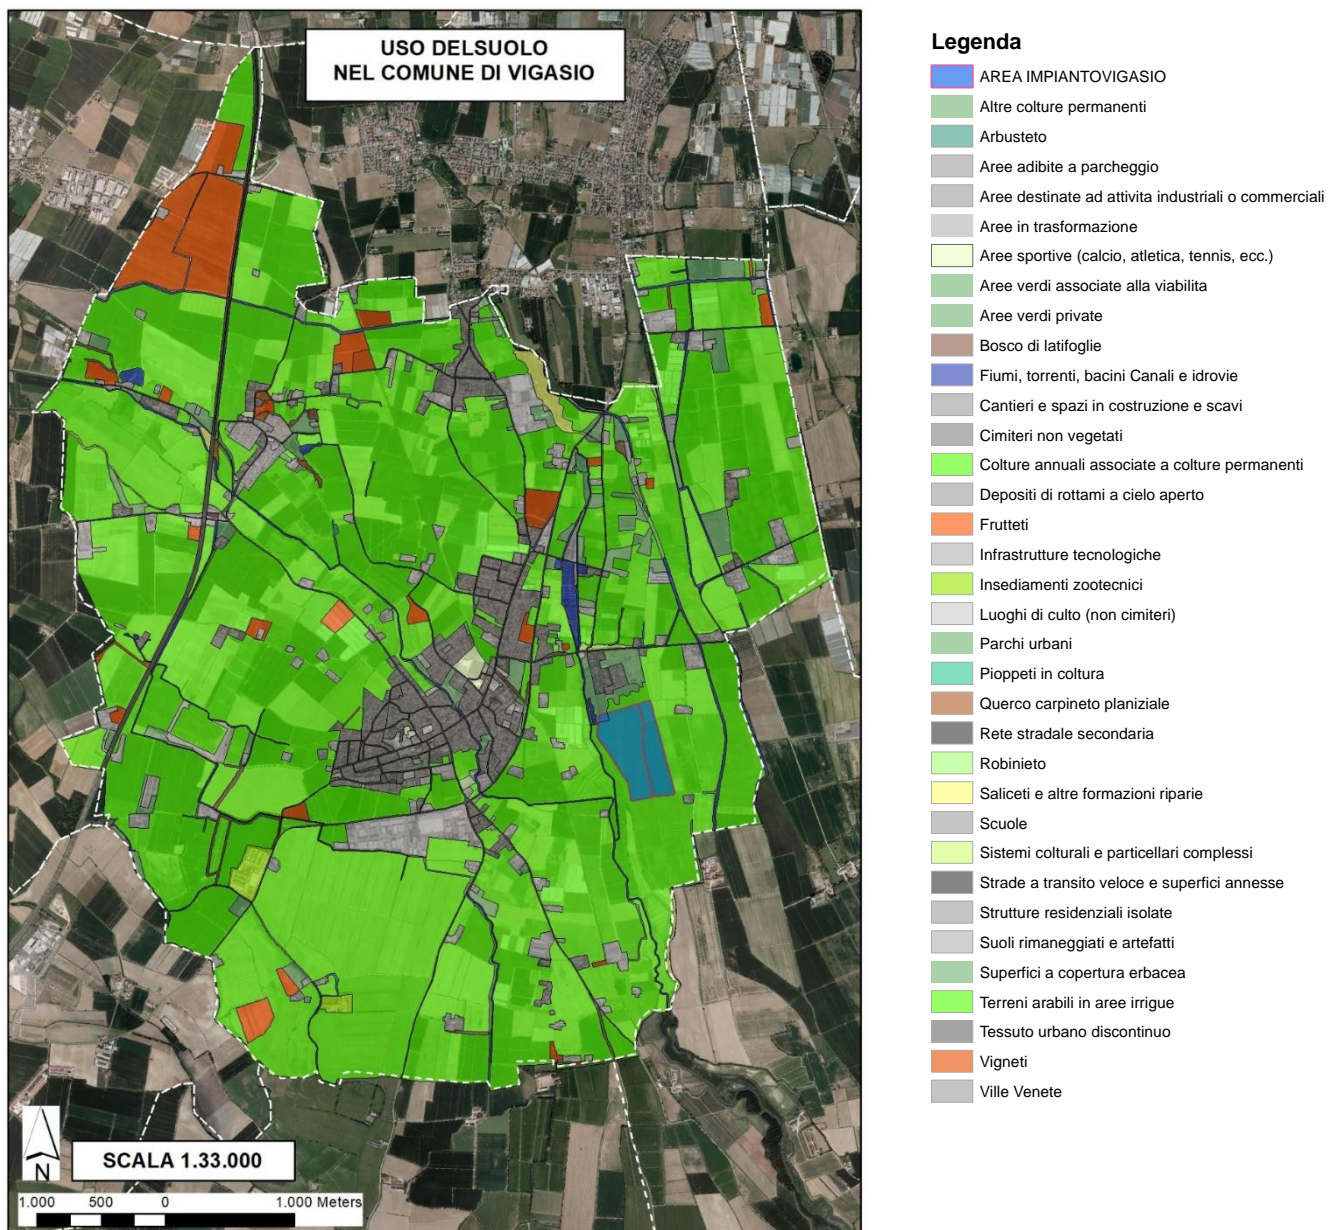 USO DELSUOLO
NEL COMUNE DI VIGASIO
Legenda
AREA IMPIANTOVIGASIO
Altre colture permanenti
Arbusteto
Aree adibite a parcheggio
Aree destinate ad attivita industriali o commerciali
Aree in trasformazione
Aree sportive (calcio, atletica, tennis, ecc.)
Aree verdi associate alla viabilita
Aree verdi private
Bosco di latifoglie
Fiumi, torrenti, bacini Canali e idrovie
Cantieri e spazi in costruzione e scavi
Cimiteri non vegetati
Colture annuali associate a colture permanenti
Depositi di rottami a cielo aperto
Frutteti
Infrastrutture tecnologiche
Insediamenti zootecnici
Luoghi di culto (non cimiteri)
Parchi urbani
Pioppeti in coltura
Querco carpineto planiziale
Rete stradale secondaria
Robinieto
Saliceti e altre formazioni riparie
Scuole
Sistemi colturali e particellari complessi
Strade a transito veloce e superfici annesse
Strutture residenziali isolate
Suoli rimaneggiati e artefatti
Superfici a copertura erbacea
Terreni arabili in aree irrigue
Tessuto urbano discontinuo
Vigneti
Ville Venete
N
SCALA 1.33.000
1.000 500 0 1.000 Meters